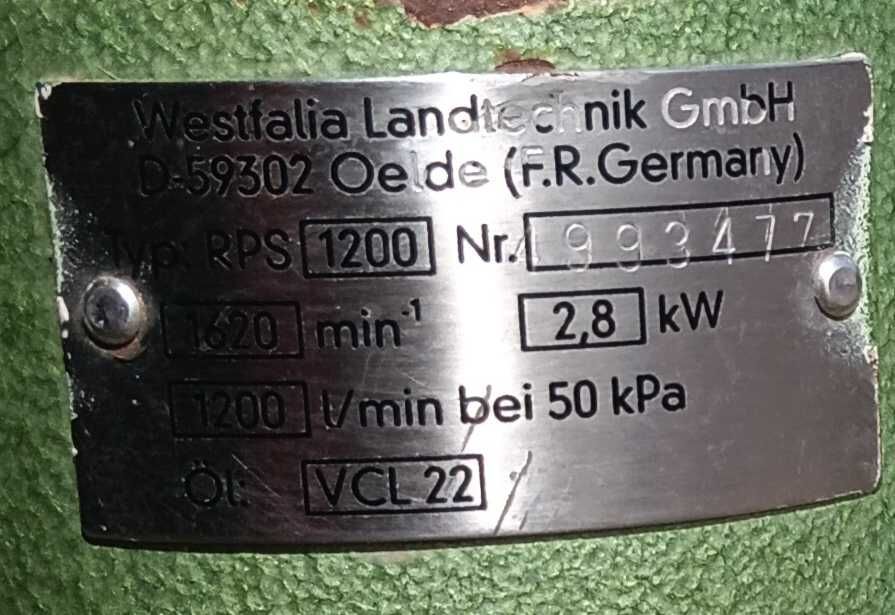 Westfalia Landtechnik GmbH
D-59302 Oelde (F.R.Germany)
Typ: RPS 1200 Nr. 1993477
1620 min⁻¹ 2,8 kW
1200 l/min bei 50 kPa
Öl: VCL 22